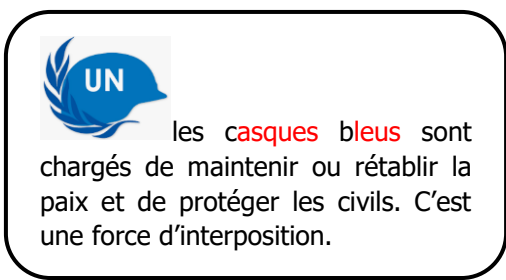 UN
les casques bleus sont
chargés de maintenir ou rétablir la
paix et de protéger les civils. C’est
une force d’interposition.